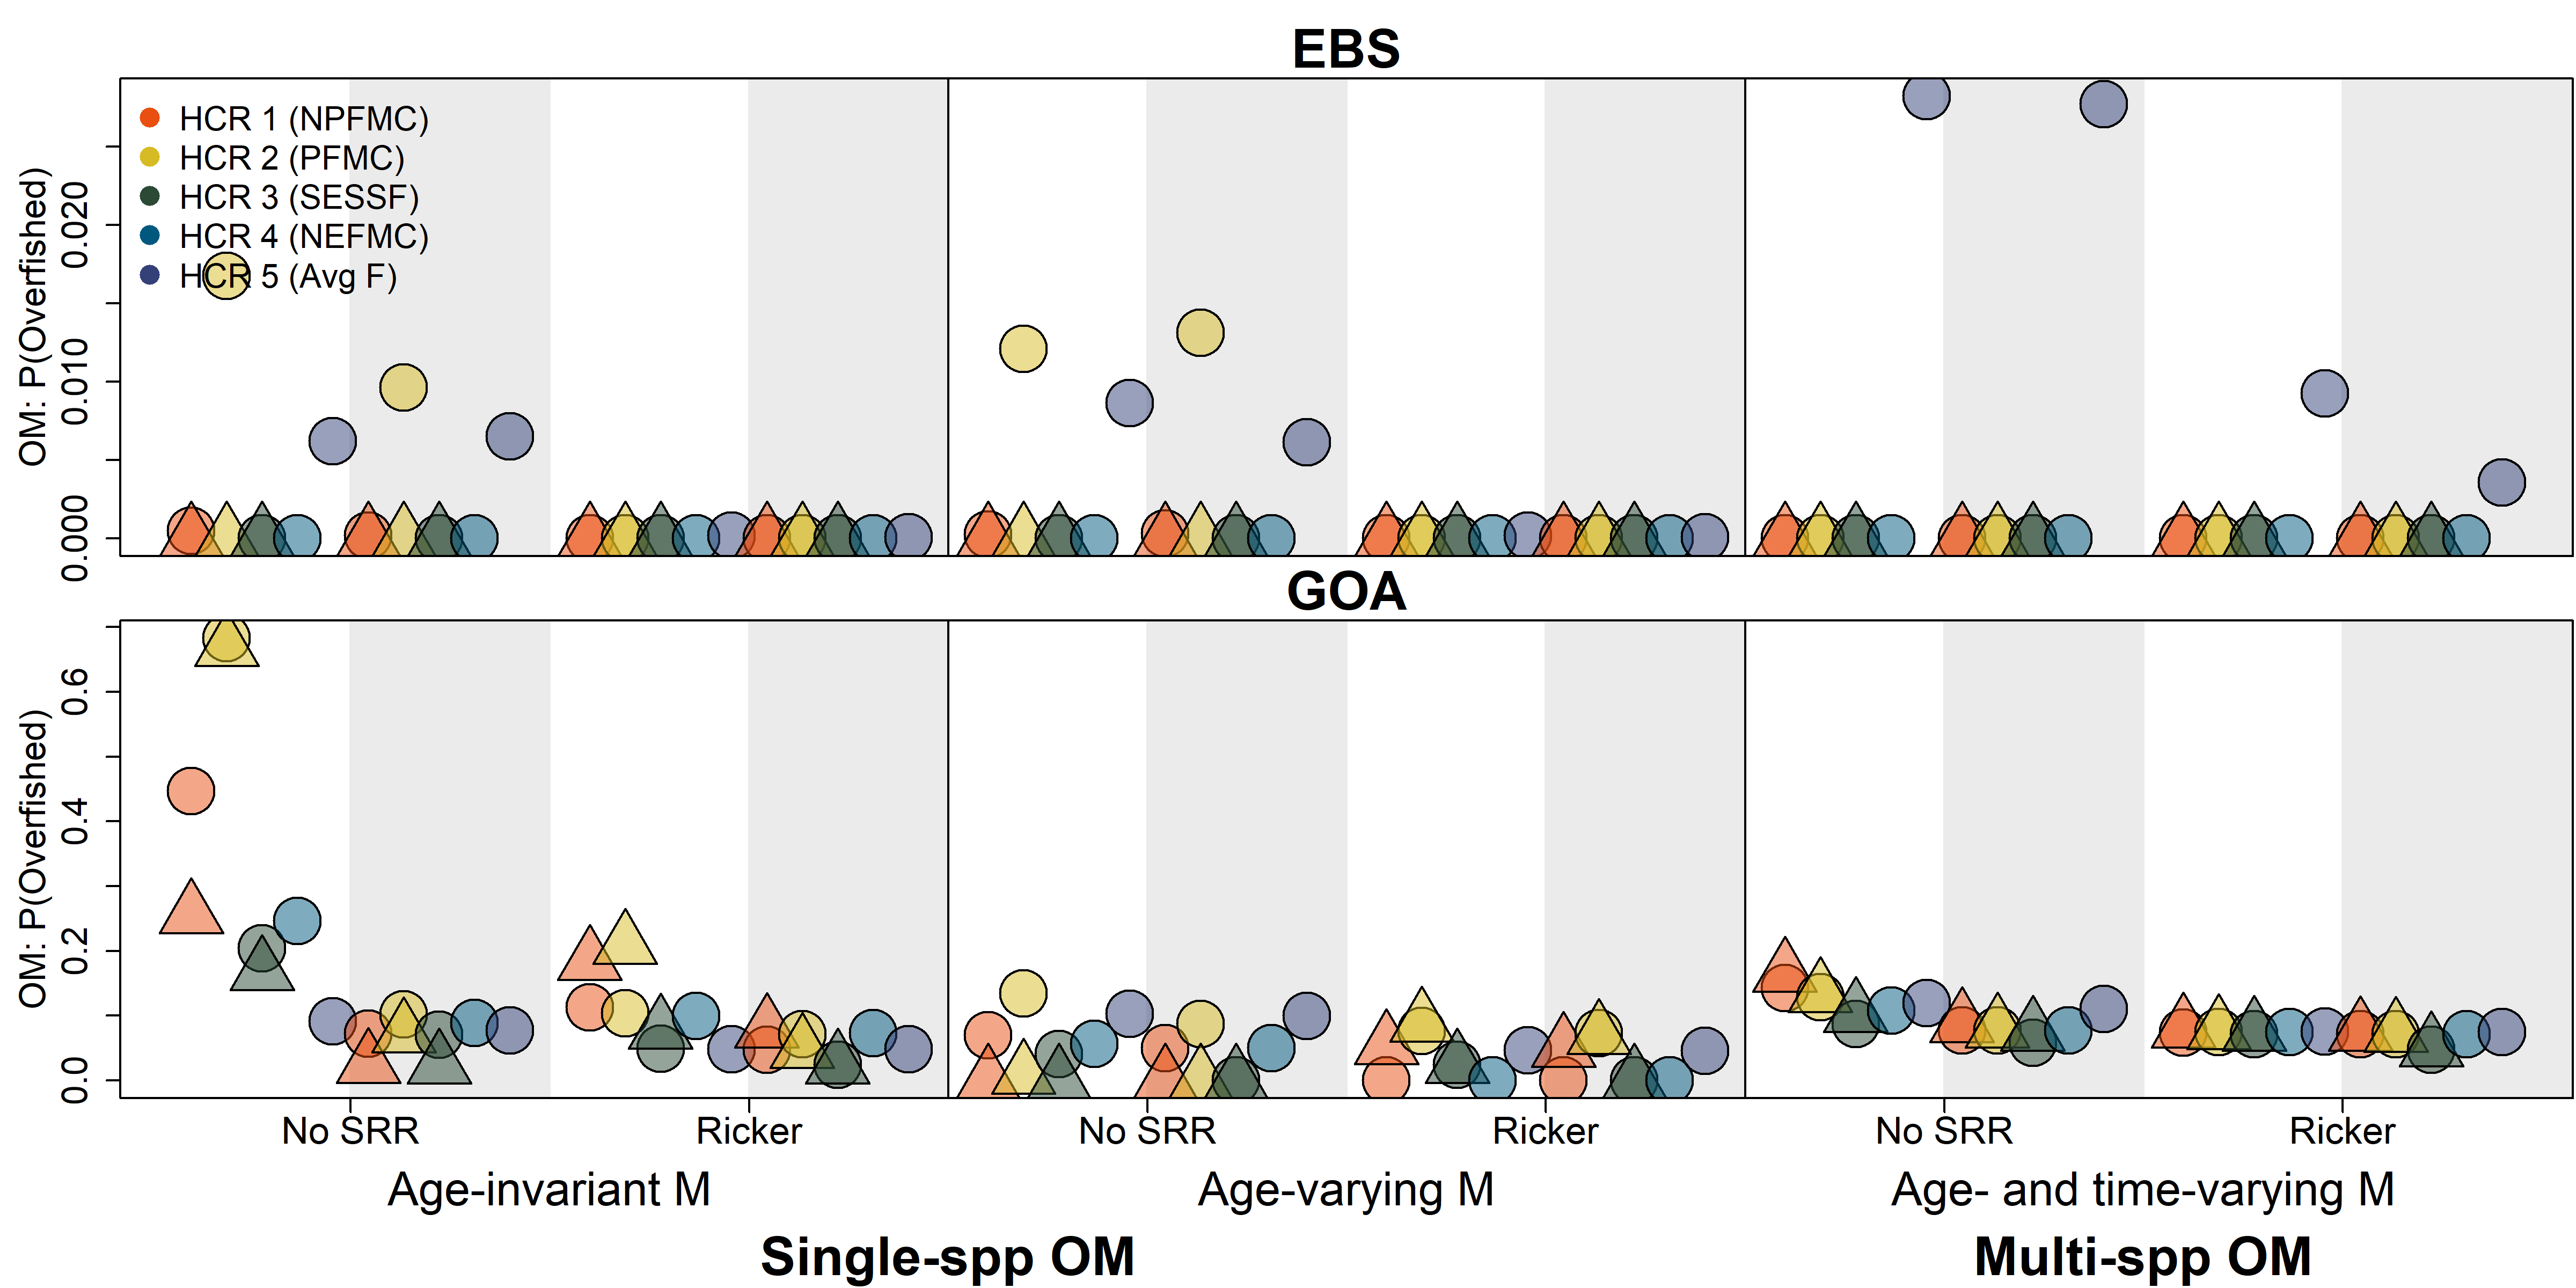 EBS
OM: P(Overfished)
0.020
0.010
0.000
HCR 1 (NPFMC)
HCR 2 (PFMC)
HCR 3 (SESSF)
HCR 4 (NEFMC)
HCR 5 (Avg F)
GOA
OM: P(Overfished)
0.6
0.4
0.2
0.0
No SRR Ricker No SRR Ricker No SRR Ricker
Age-invariant M Age-varying M Age- and time-varying M
Single-spp OM Multi-spp OM